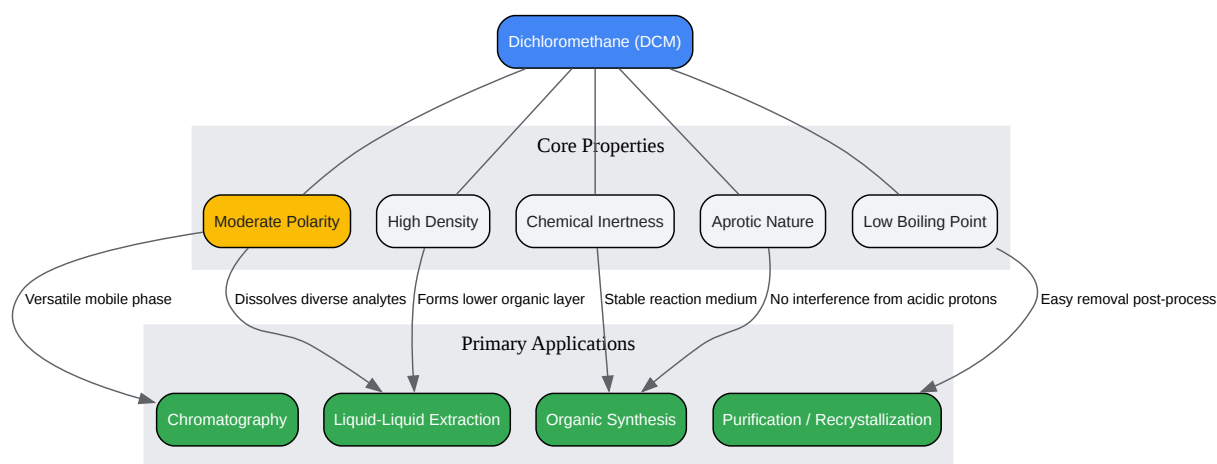 Dichloromethane (DCM)
Core Properties
Moderate Polarity
High Density
Chemical Inertness
Aprotic Nature
Low Boiling Point
Versatile mobile phase
Dissolves diverse analytes
Forms lower organic layer
Stable reaction medium
No interference from acidic protons
Easy removal post-process
Primary Applications
Chromatography
Liquid-Liquid Extraction
Organic Synthesis
Purification / Recrystallization